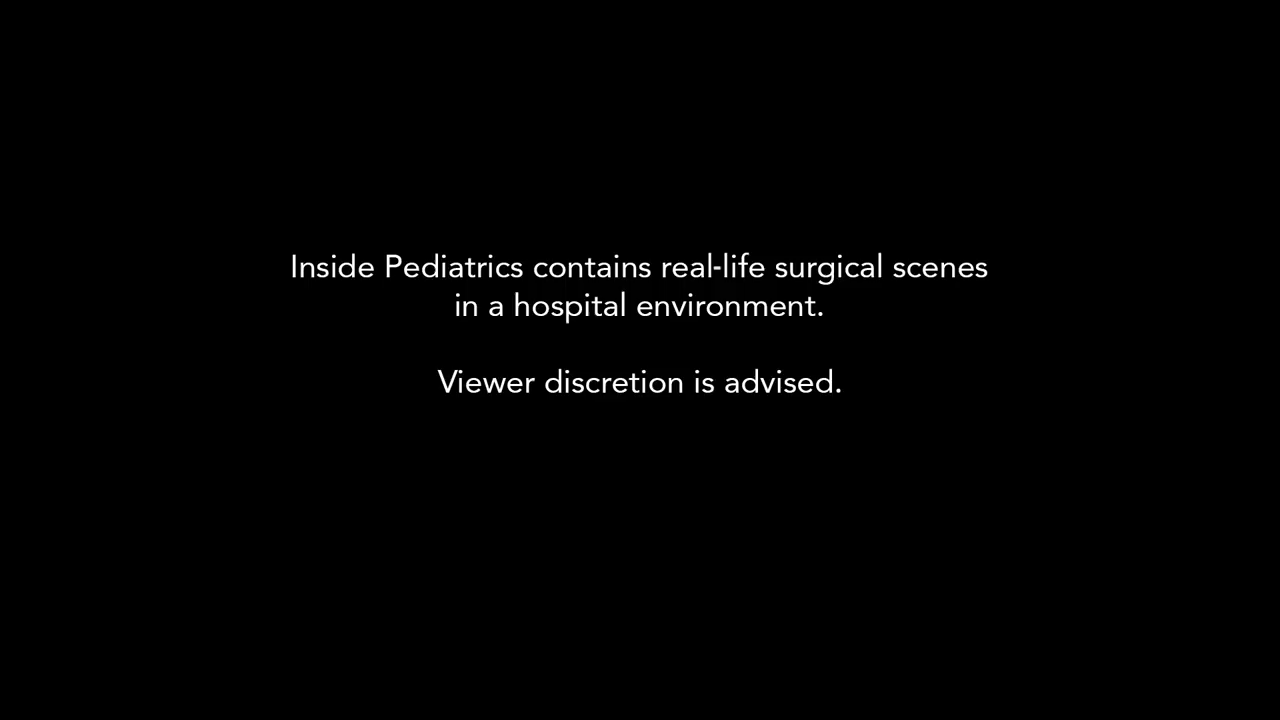 Inside Pediatrics contains real-life surgical scenes
in a hospital environment.
Viewer discretion is advised.